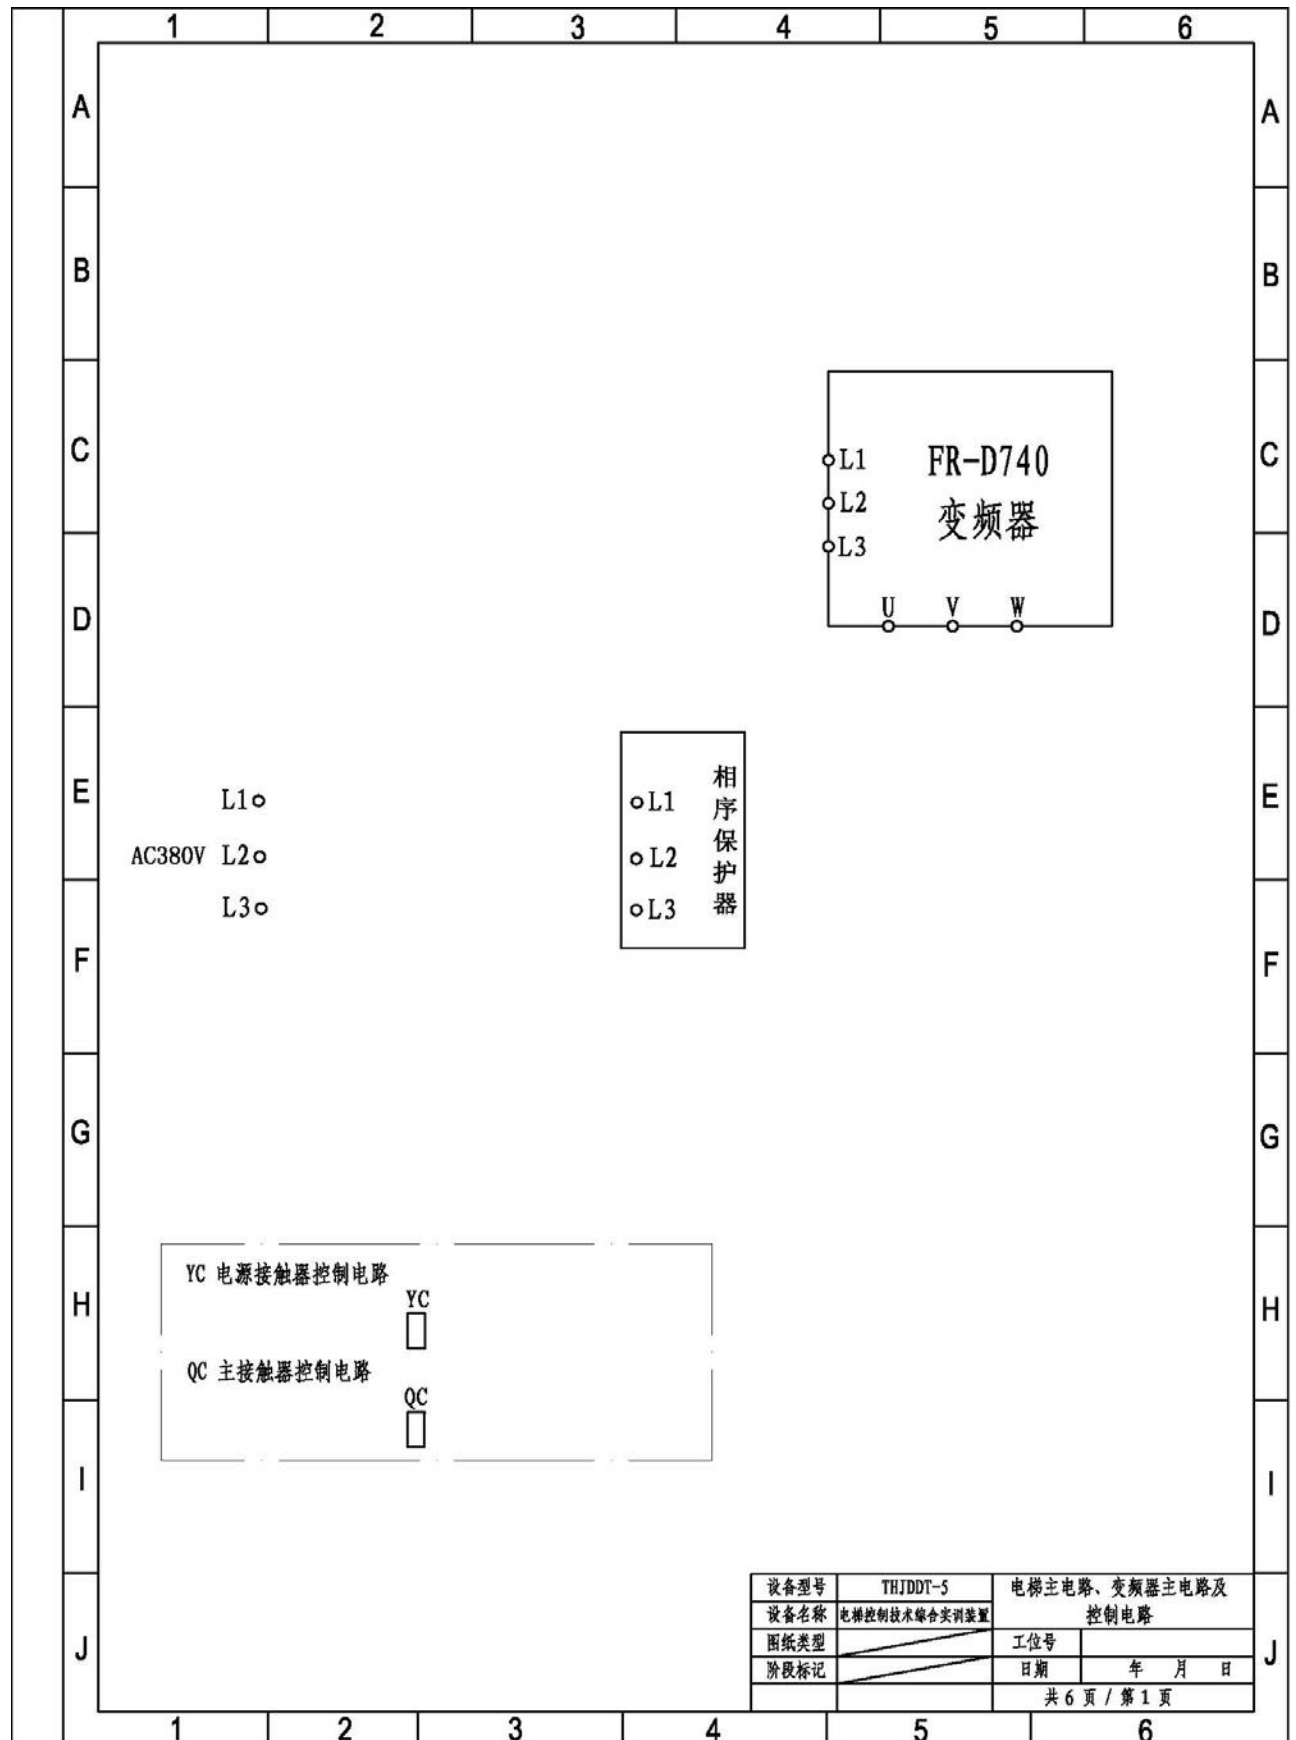 1 2 3 4 5 6
A A
B B
C C
L1 FR-D740
L2 变频器
L3
D D
U V W
E E
L1 L1 相序保护器
AC380V L2 L2
L3 L3
F F
G G
YC 电源接触器控制电路
H H
YC
QC 主接触器控制电路
QC
I I
设备型号 THJDDT-5 电梯主电路、变频器主电路及
设备名称 电梯控制技术综合实训装置 控制电路
图纸类型 工位号
J J
阶段标记 日期 年 月 日
共 6 页 / 第 1 页
1 2 3 4 5 6